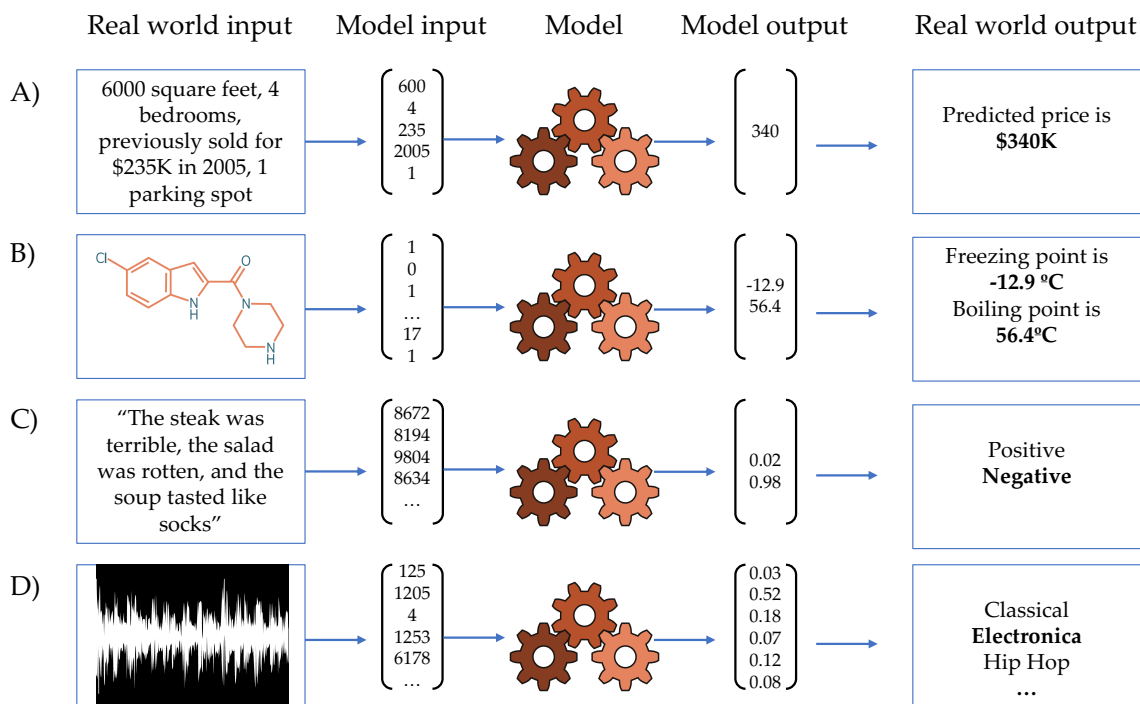 Real world input
Model input
Model
Model output
Real world output
A)
6000 square feet, 4
bedrooms,
previously sold for
$235K in 2005, 1
parking spot
600
4
235
2005
1
340
Predicted price is
$340K
B)
Cl
O
N
N
H
N
H
1
0
1
…
17
1
-12.9
56.4
Freezing point is
-12.9 ºC
Boiling point is
56.4ºC
C)
“The steak was
terrible, the salad
was rotten, and the
soup tasted like
socks”
8672
8194
9804
8634
…
0.02
0.98
Positive
Negative
D)
125
1205
4
1253
6178
…
0.03
0.52
0.18
0.07
0.12
0.08
Classical
Electronica
Hip Hop
…